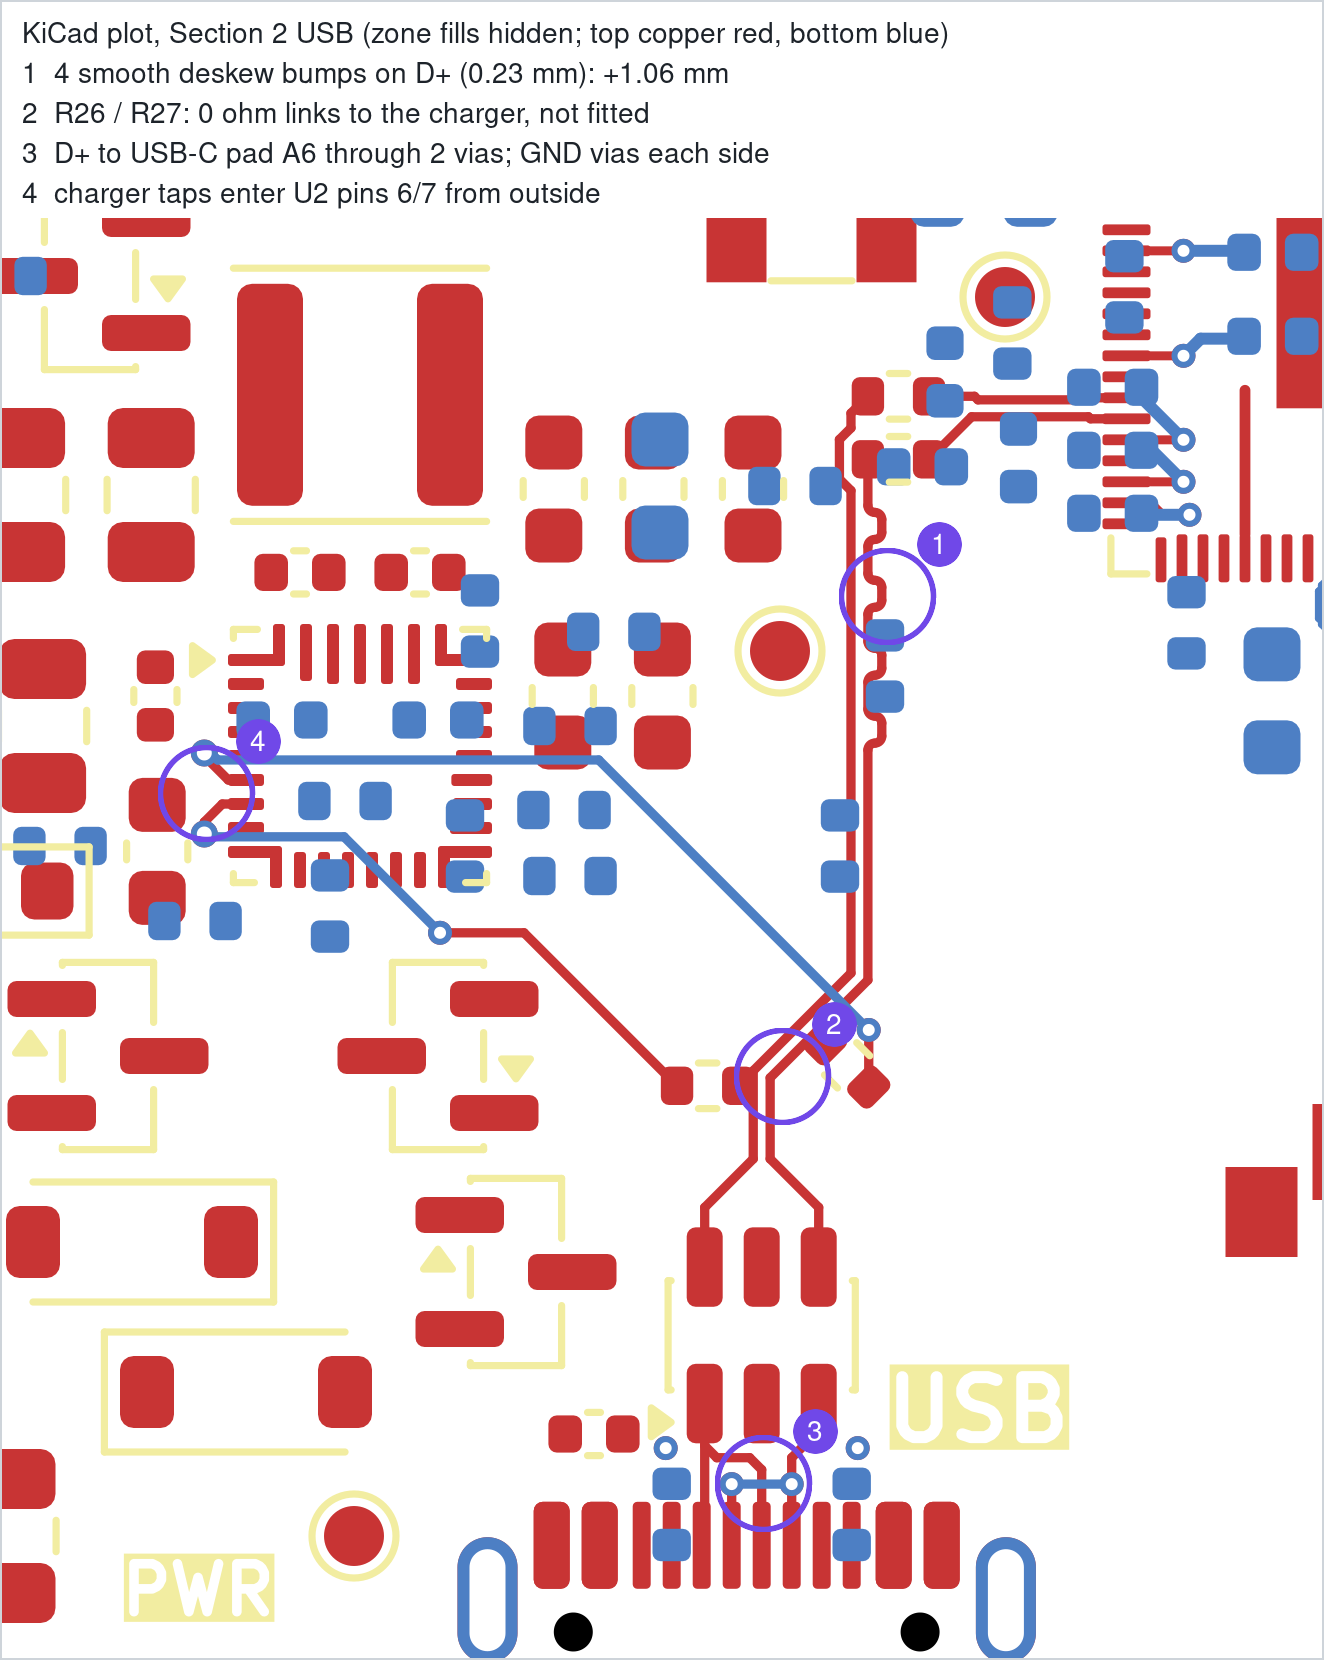 KiCad plot, Section 2 USB (zone fills hidden; top copper red, bottom blue)
1 4 smooth deskew bumps on D+ (0.23 mm): +1.06 mm
2 R26 / R27: 0 ohm links to the charger, not fitted
3 D+ to USB-C pad A6 through 2 vias; GND vias each side
4 charger taps enter U2 pins 6/7 from outside
1
4
2
USB
3
PWR